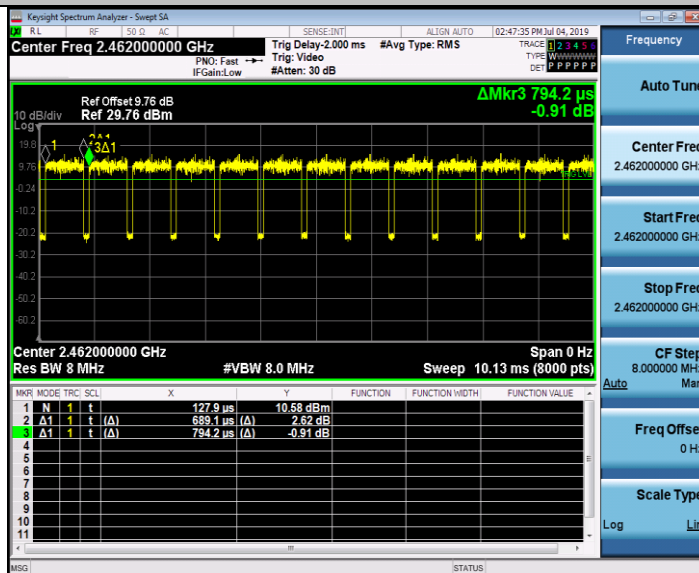 Keysight Spectrum Analyzer - Swept SA
RL RF 50 Ω AC SENSE:INT ALIGN AUTO 02:47:35 PM Jul 04, 2019
Center Freq 2.462000000 GHz
PNO: Fast
IFGain:Low
Trig Delay-2.000 ms
Trig: Video
#Atten: 30 dB
#Avg Type: RMS
TRACE 1 2 3 4 5 6
TYPE W
DET P P P P P P
Frequency
Auto Tune
Center Freq
2.462000000 GHz
Start Freq
2.462000000 GHz
Stop Freq
2.462000000 GHz
CF Step
8.000000 MHz
Auto Man
Freq Offset
0 Hz
Scale Type
Log Lin
ΔMkr3 794.2 µs
-0.91 dB
Ref Offset 9.76 dB
10 dB/div Ref 29.76 dBm
Log
19.8
9.76
-0.24
-10.2
-20.2
-30.2
-40.2
-50.2
-60.2
1
3Δ1
Center 2.462000000 GHz Span 0 Hz
Res BW 8 MHz #VBW 8.0 MHz Sweep 10.13 ms (8000 pts)
MKR MODE TRC SCL X Y FUNCTION FUNCTION WIDTH FUNCTION VALUE
1 N 1 t 127.9 µs 10.58 dBm
2 Δ1 1 t (Δ) 689.1 µs (Δ) 2.62 dB
3 Δ1 1 t (Δ) 794.2 µs (Δ) -0.91 dB
4
5
6
7
8
9
10
11
MSG STATUS